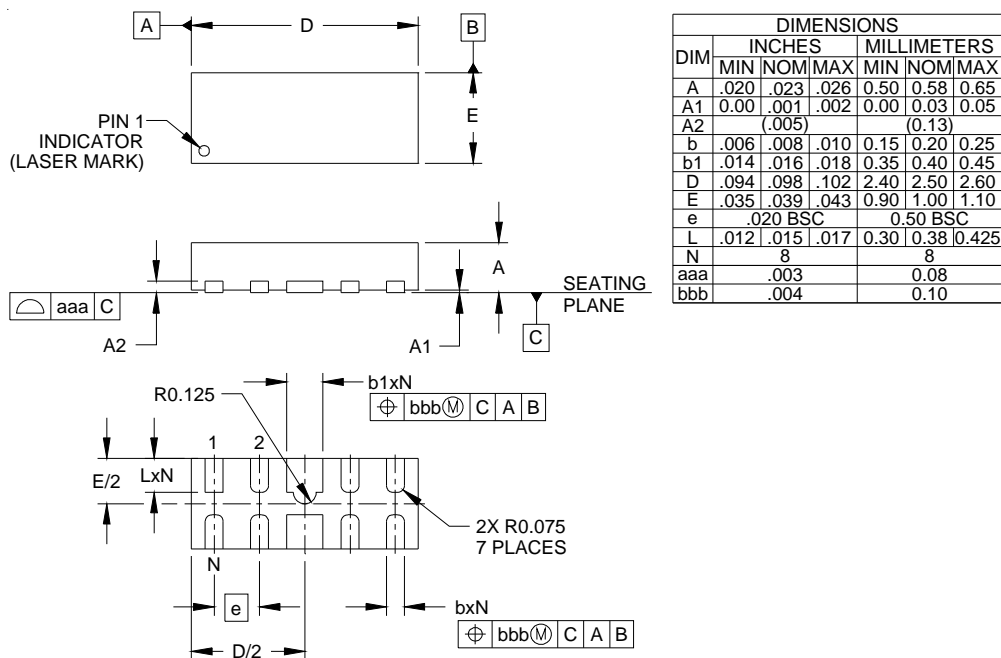 A
D
B
E
PIN 1
INDICATOR
(LASER MARK)
A
SEATING
PLANE
aaa C
C
A2
A1
R0.125
b1xN
bbb Ⓜ C A B
1
2
E/2
LxN
2X R0.075
7 PLACES
N
e
bxN
bbb Ⓜ C A B
D/2
DIMENSIONS
DIM INCHES MILLIMETERS
MIN NOM MAX MIN NOM MAX
A .020 .023 .026 0.50 0.58 0.65
A1 0.00 .001 .002 0.00 0.03 0.05
A2 (.005) (0.13)
b .006 .008 .010 0.15 0.20 0.25
b1 .014 .016 .018 0.35 0.40 0.45
D .094 .098 .102 2.40 2.50 2.60
E .035 .039 .043 0.90 1.00 1.10
e .020 BSC 0.50 BSC
L .012 .015 .017 0.30 0.38 0.425
N 8 8
aaa .003 0.08
bbb .004 0.10